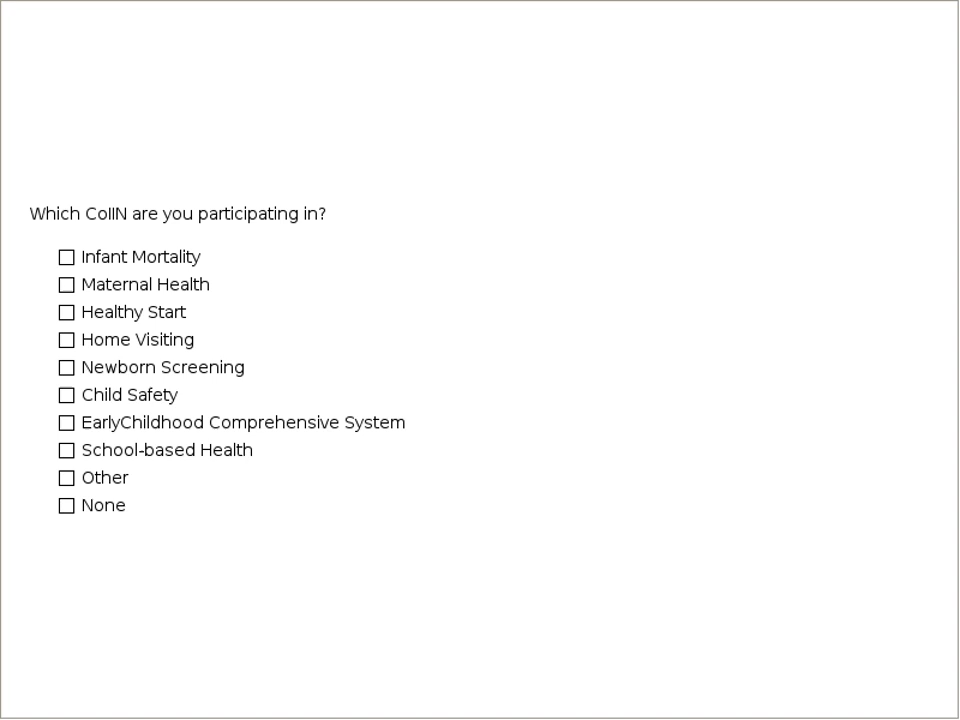 Which CoIIN are you participating in?
Infant Mortality
Maternal Health
Healthy Start
Home Visiting
Newborn Screening
Child Safety
EarlyChildhood Comprehensive System
School-based Health
Other
None